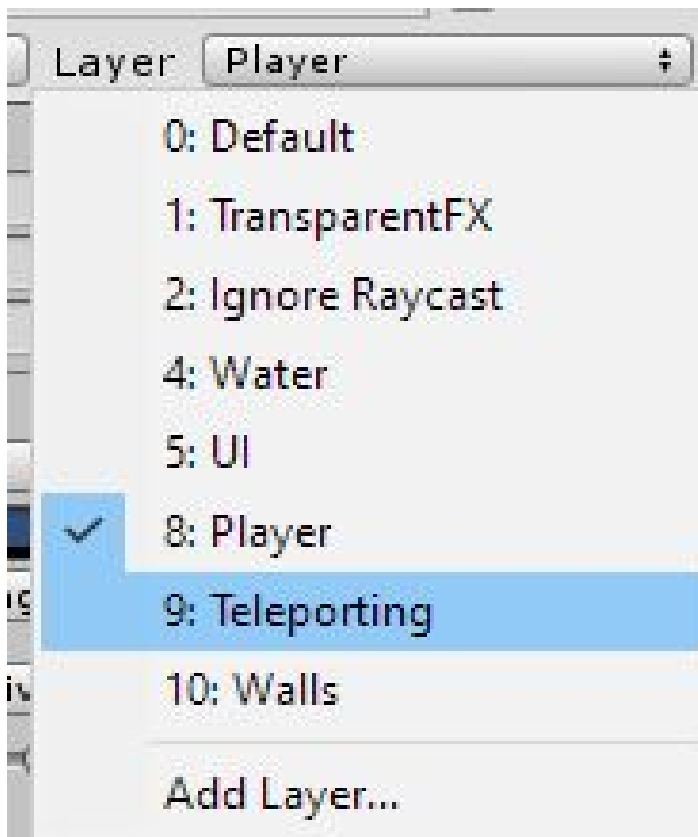 Layer Player
0: Default
1: TransparentFX
2: Ignore Raycast
4: Water
5: UI
8: Player
9: Teleporting
10: Walls
Add Layer...